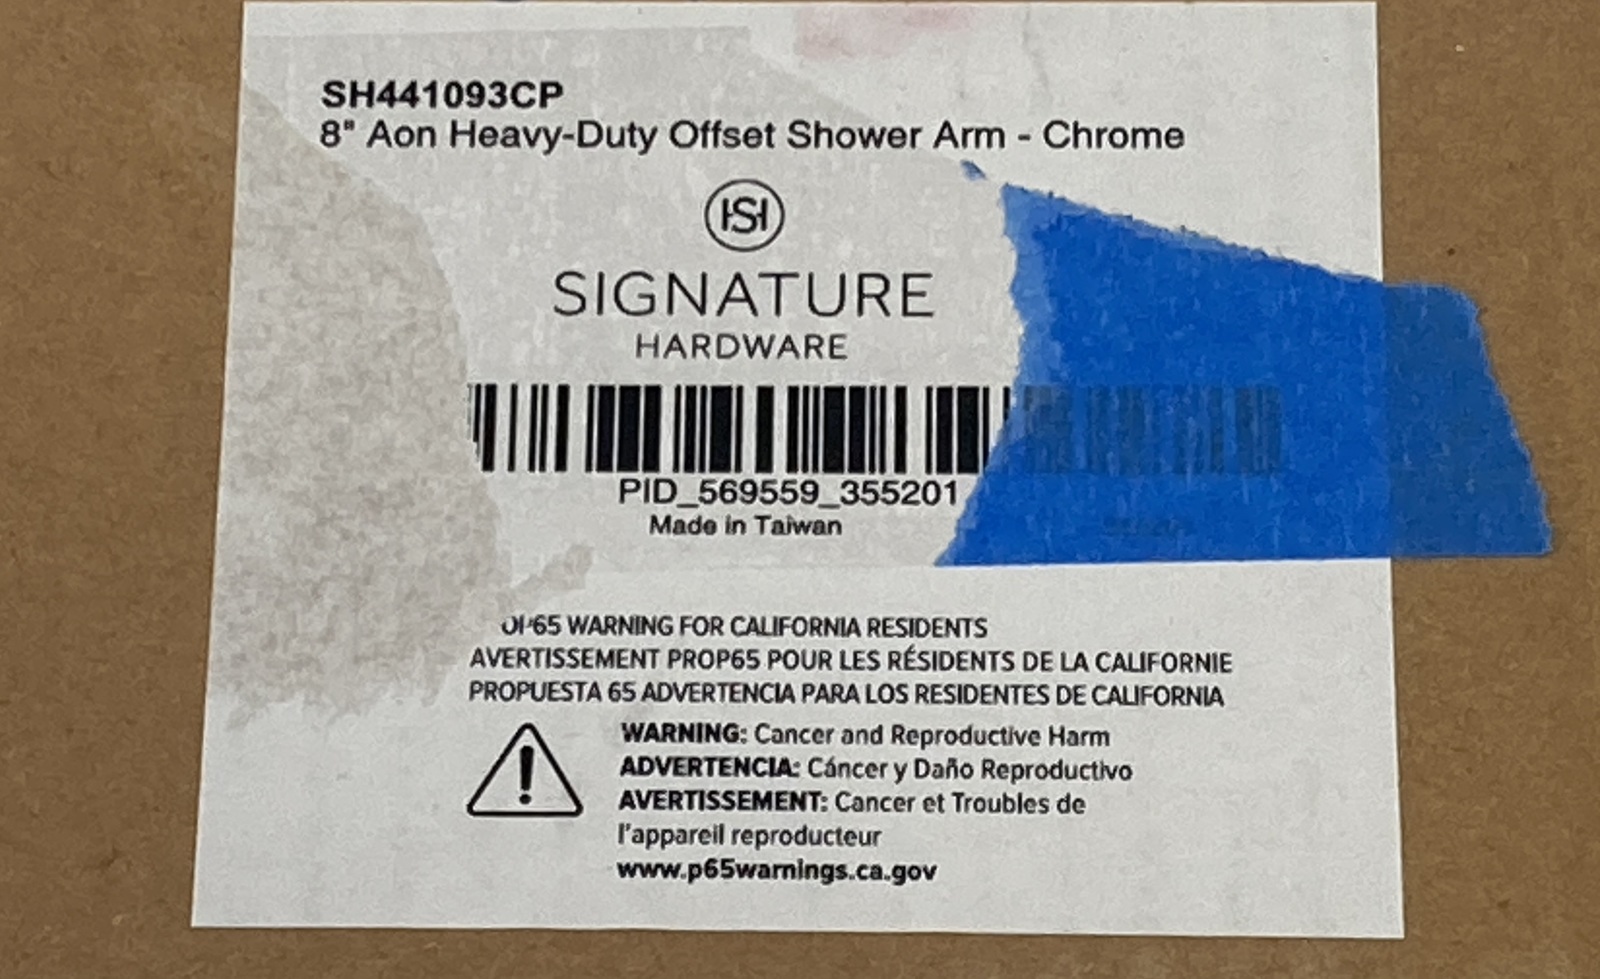 SH441093CP
8" Aon Heavy-Duty Offset Shower Arm - Chrome
SIGNATURE
HARDWARE
PID_569559_355201
Made in Taiwan
OP65 WARNING FOR CALIFORNIA RESIDENTS
AVERTISSEMENT PROP65 POUR LES RÉSIDENTS DE LA CALIFORNIE
PROPUESTA 65 ADVERTENCIA PARA LOS RESIDENTES DE CALIFORNIA
WARNING: Cancer and Reproductive Harm
ADVERTENCIA: Cáncer y Daño Reproductivo
AVERTISSEMENT: Cancer et Troubles de
l'appareil reproducteur
www.p65warnings.ca.gov